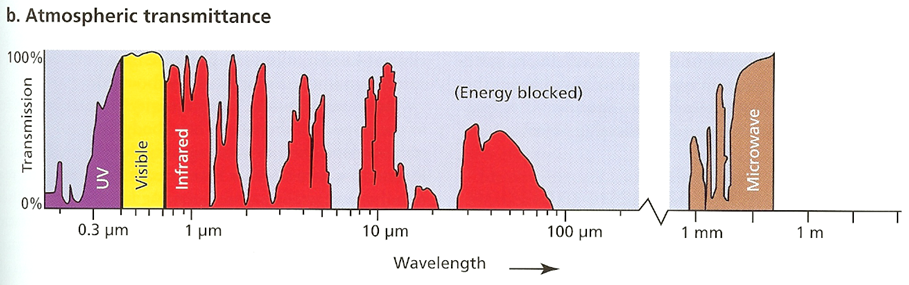 b. Atmospheric transmittance
100%
Transmission
0%
UV
Visible
Infrared
(Energy blocked)
Microwave
0.3 µm
1 µm
10 µm
100 µm
1 mm
1 m
Wavelength